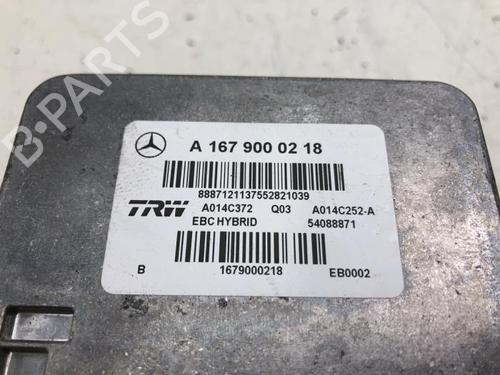 B-PARTS
A 167 900 02 18
8887121137552821039
TRW A014C372 Q03 A014C252-A
EBC HYBRID 54088871
B 1679000218 EB0002